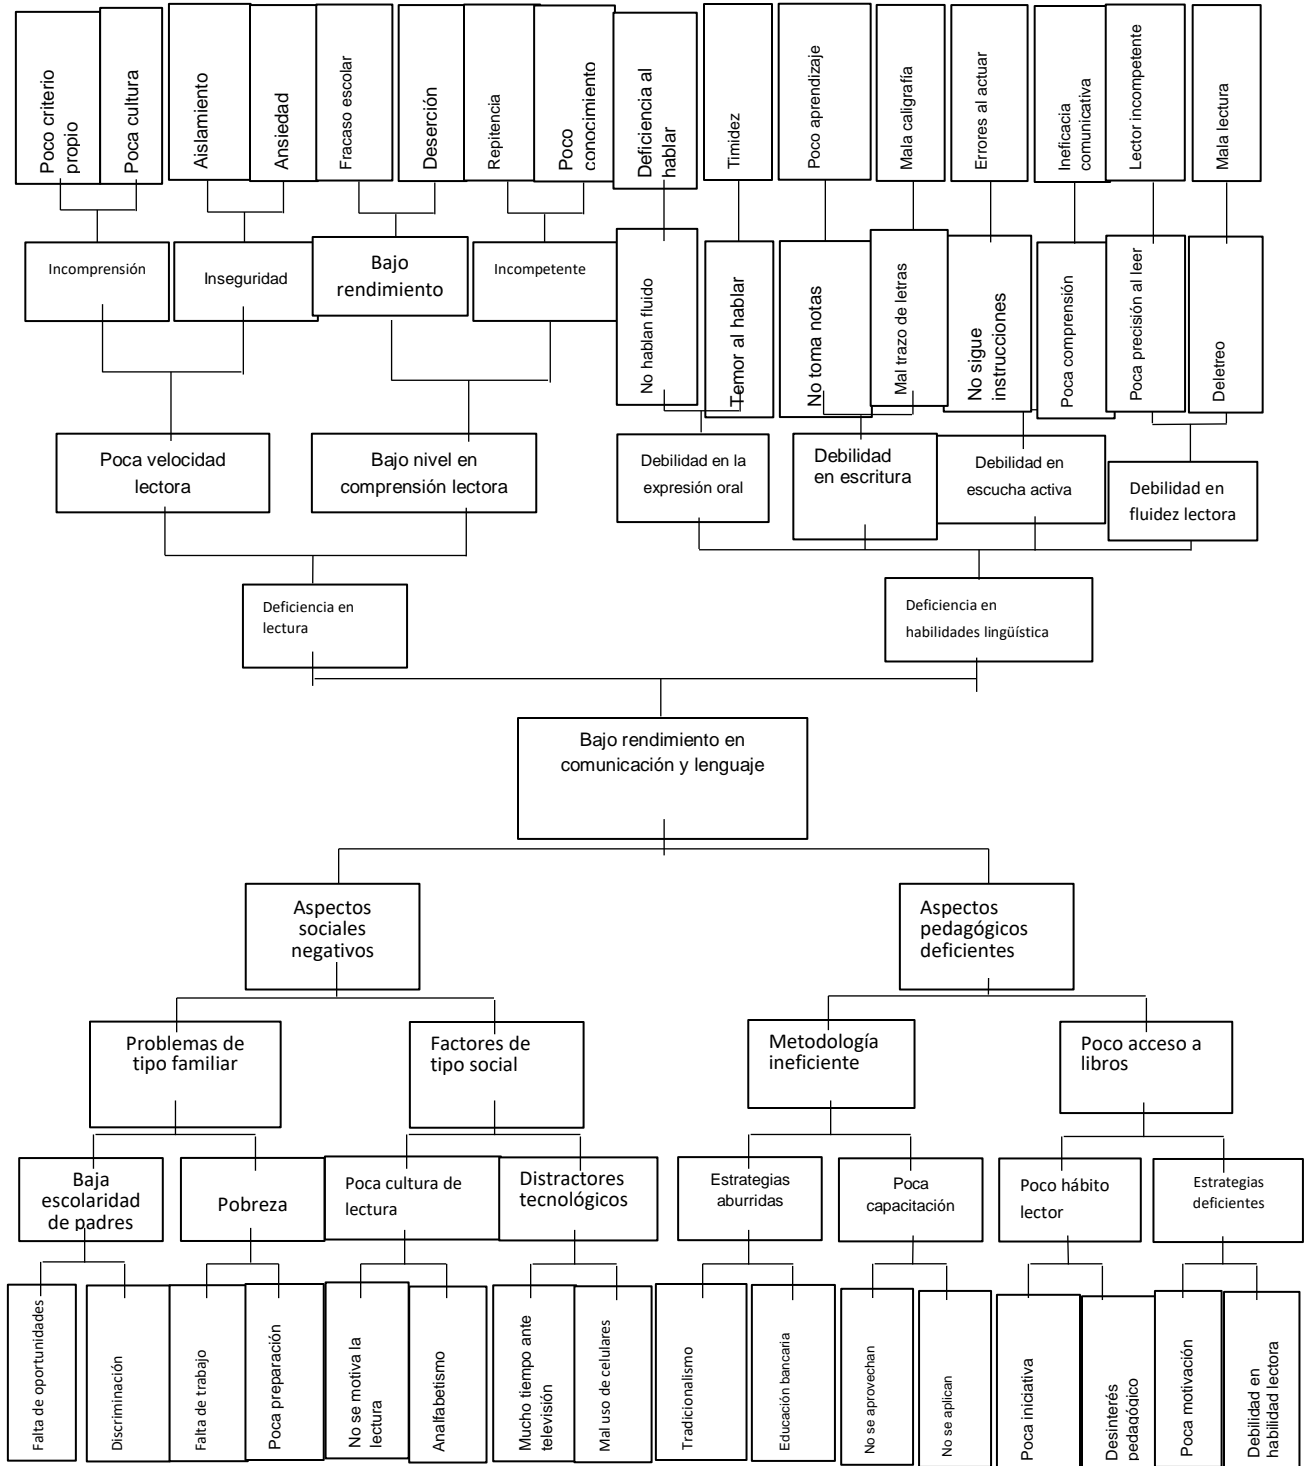 Poco criterio
propio
Poca cultura
Aislamiento
Ansiedad
Fracaso escolar
Deserción
Repitencia
Poco
conocimiento
Deficiencia al
hablar
Timidez
Poco aprendizaje
Mala caligrafía
Errores al actuar
Ineficacia
comunicativa
Lector incompetente
Mala lectura
Incomprensión
Inseguridad
Bajo
rendimiento
Incompetente
No hablan fluido
Temor al hablar
No toma notas
Mal trazo de letras
No sigue
instrucciones
Poca comprensión
Poca precisión al leer
Deletreo
Poca velocidad
lectora
Bajo nivel en
comprensión lectora
Debilidad en la
expresión oral
Debilidad
en escritura
Debilidad en
escucha activa
Debilidad en
fluidez lectora
Deficiencia en
lectura
Deficiencia en
habilidades lingüística
Bajo rendimiento en
comunicación y lenguaje
Aspectos
sociales
negativos
Aspectos
pedagógicos
deficientes
Problemas de
tipo familiar
Factores de
tipo social
Metodología
ineficiente
Poco acceso a
libros
Baja
escolaridad
de padres
Pobreza
Poca cultura de
lectura
Distractores
tecnológicos
Estrategias
aburridas
Poca
capacitación
Poco hábito
lector
Estrategias
deficientes
Falta de oportunidades
Discriminación
Falta de trabajo
Poca preparación
No se motiva la
lectura
Analfabetismo
Mucho tiempo ante
televisión
Mal uso de celulares
Tradicionalismo
Educación bancaria
No se aprovechan
No se aplican
Poca iniciativa
Desinterés
pedagógico
Poca motivación
Debilidad en
habilidad lectora